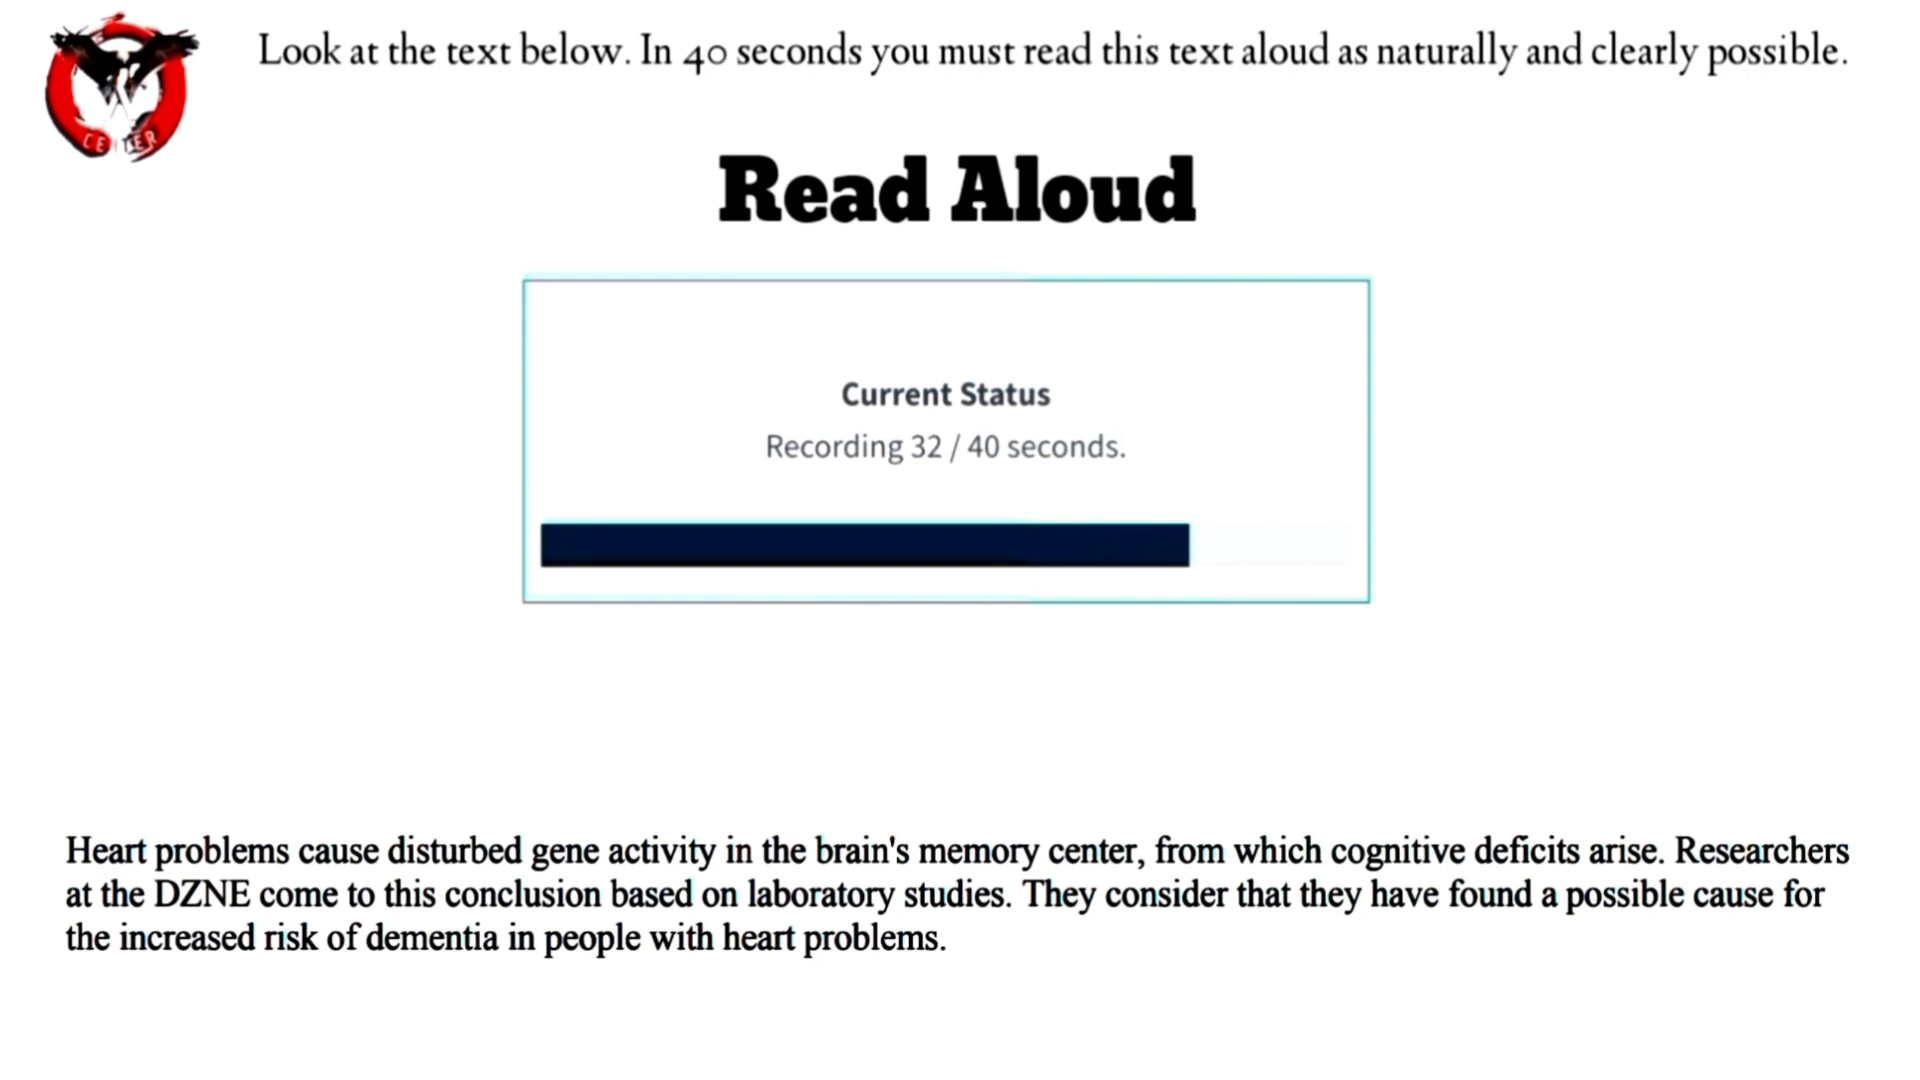 Look at the text below. In 40 seconds you must read this text aloud as naturally and clearly possible.
CENTER
Read Aloud
Current Status
Recording 32 / 40 seconds.
Heart problems cause disturbed gene activity in the brain's memory center, from which cognitive deficits arise. Researchers
at the DZNE come to this conclusion based on laboratory studies. They consider that they have found a possible cause for
the increased risk of dementia in people with heart problems.